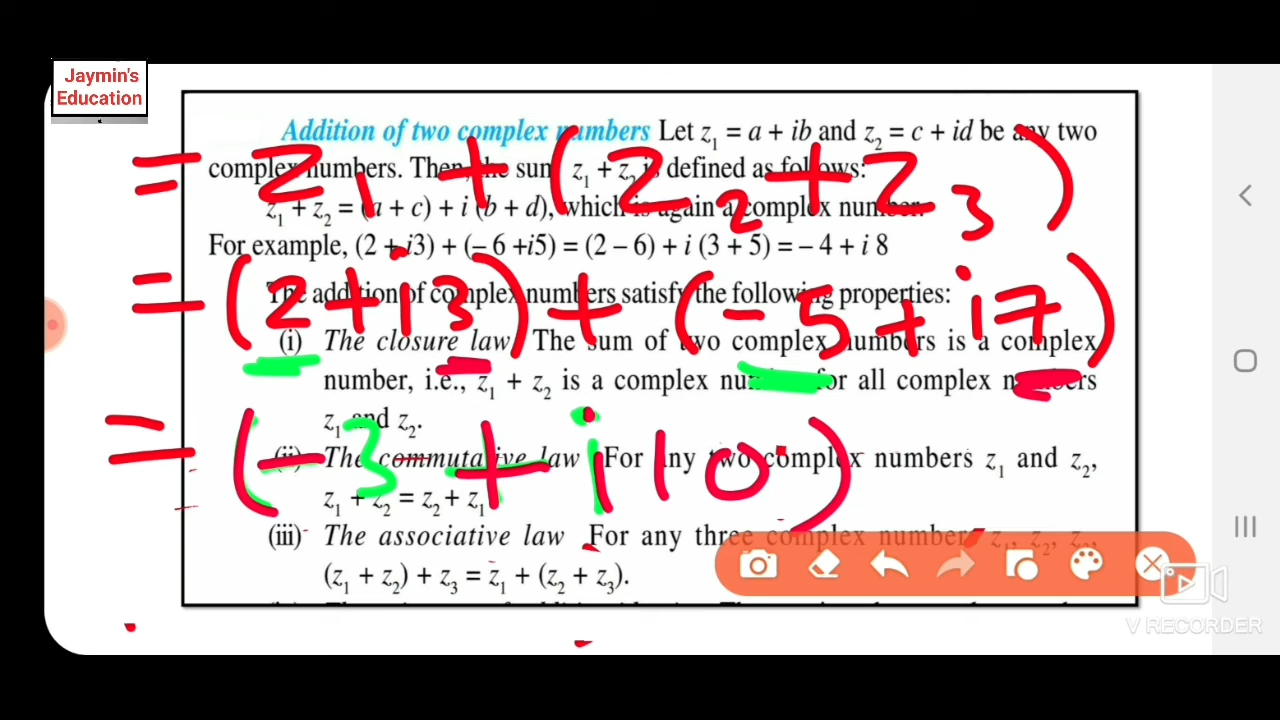 Jaymin's
Education
Addition of two complex numbers Let z₁ = a + ib and z₂ = c + id be any two
complex numbers. Then, the sum z₁ + z₂ is defined as follows:
= z₁ + (z₂ + z₃)
z₁ + z₂ = (a + c) + i (b + d), which is again a complex number.
For example, (2 + i3) + (– 6 +i5) = (2 – 6) + i (3 + 5) = – 4 + i 8
The addition of complex numbers satisfy the following properties:
= (2+i3) + (-5+i7)
(i) The closure law The sum of two complex numbers is a complex
number, i.e., z₁ + z₂ is a complex number for all complex numbers
z₁ and z₂.
= (-3 + i10)
(ii) The commutative law For any two complex numbers z₁ and z₂,
z₁ + z₂ = z₂ + z₁
(iii) The associative law For any three complex numbers z₁, z₂, z₃,
(z₁ + z₂) + z₃ = z₁ + (z₂ + z₃).
V RECORDER